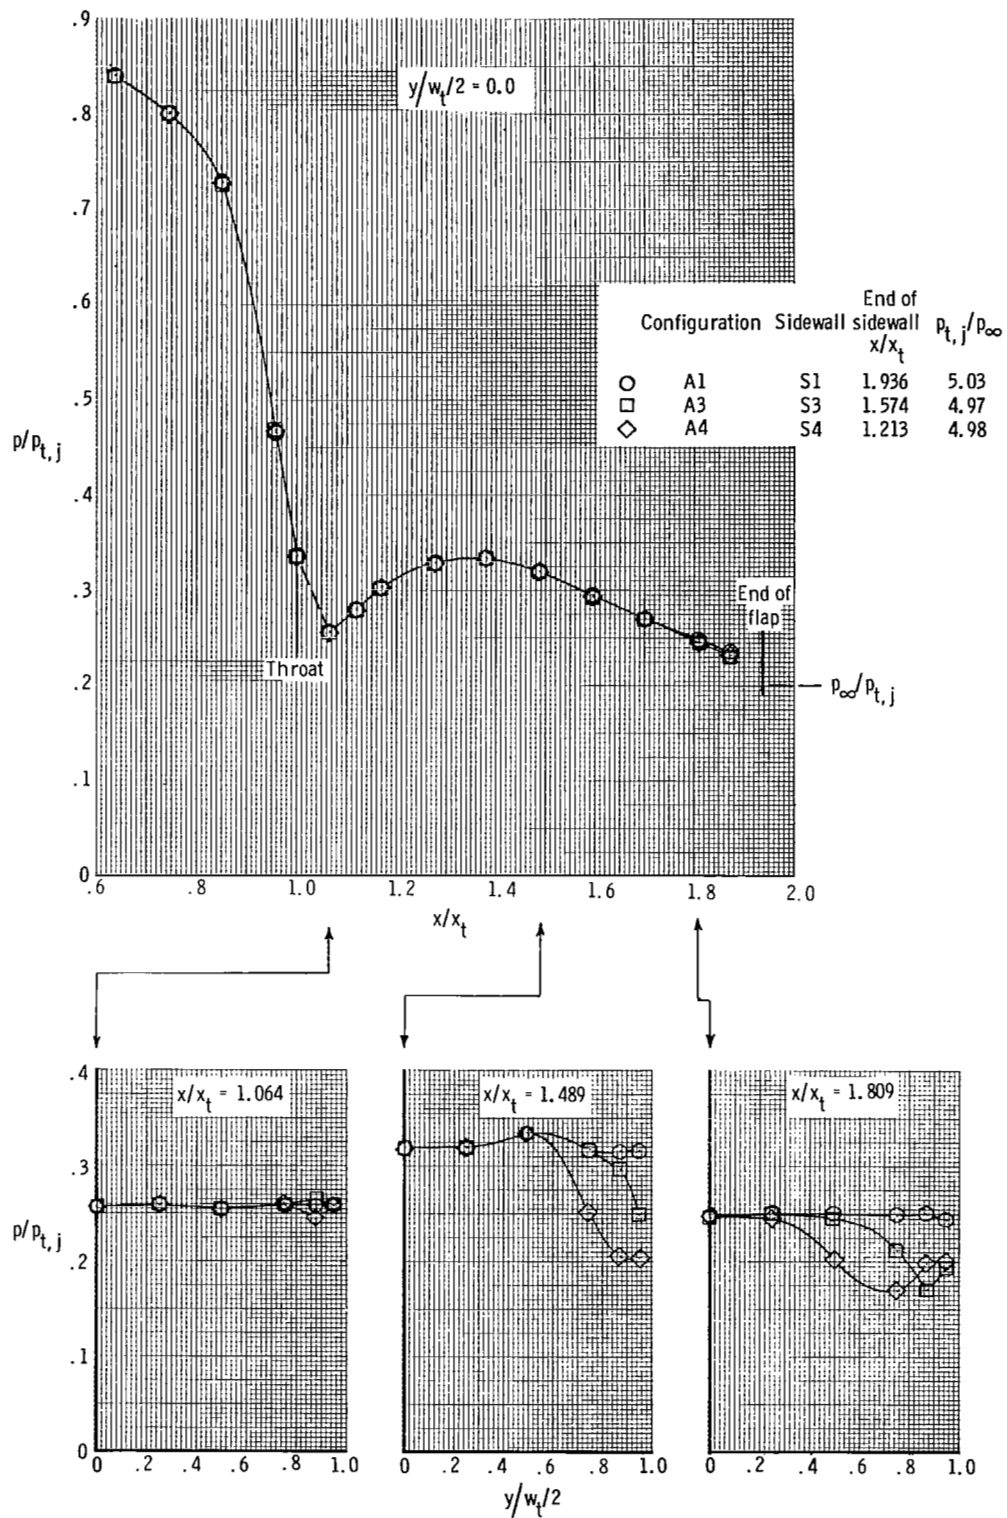 .9
.8
.7
.6
.5
p/p_{t,j}
.4
.3
.2
.1
0
y/w_t/2 = 0.0
Configuration Sidewall End of sidewall x/x_t p_{t,j}/p_∞
○ A1 S1 1.936 5.03
□ A3 S3 1.574 4.97
◇ A4 S4 1.213 4.98
Throat
End of
flap
p_∞/p_{t,j}
.6 .8 1.0 1.2 1.4 1.6 1.8 2.0
x/x_t
x/x_t = 1.064
x/x_t = 1.489
x/x_t = 1.809
.4
.3
p/p_{t,j}
.2
.1
0
0 .2 .4 .6 .8 1.0
0 .2 .4 .6 .8 1.0
0 .2 .4 .6 .8 1.0
y/w_t/2